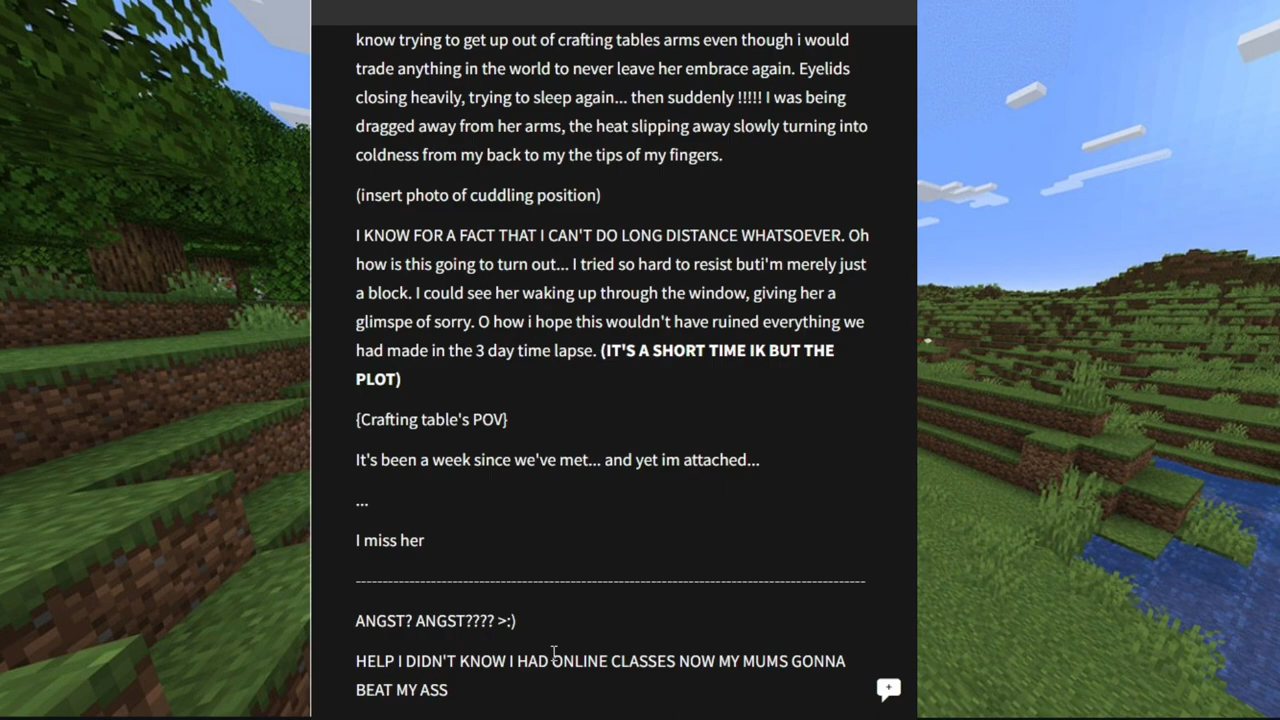 know trying to get up out of crafting tables arms even though i would
trade anything in the world to never leave her embrace again. Eyelids
closing heavily, trying to sleep again... then suddenly !!!!! I was being
dragged away from her arms, the heat slipping away slowly turning into
coldness from my back to my the tips of my fingers.
(insert photo of cuddling position)
I KNOW FOR A FACT THAT I CAN'T DO LONG DISTANCE WHATSOEVER. Oh
how is this going to turn out... I tried so hard to resist buti'm merely just
a block. I could see her waking up through the window, giving her a
glimspe of sorry. O how i hope this wouldn't have ruined everything we
had made in the 3 day time lapse. (IT'S A SHORT TIME IK BUT THE
PLOT)
{Crafting table's POV}
It's been a week since we've met... and yet im attached...
...
I miss her
--------------------------------------------------------------------------------------------------
ANGST? ANGST???? >:)
HELP I DIDN'T KNOW I HAD ONLINE CLASSES NOW MY MUMS GONNA
BEAT MY ASS